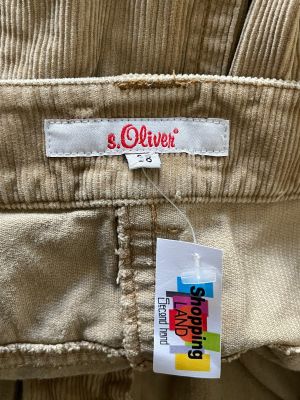 s.Oliver®
38
Shopping
LAND
Second hand